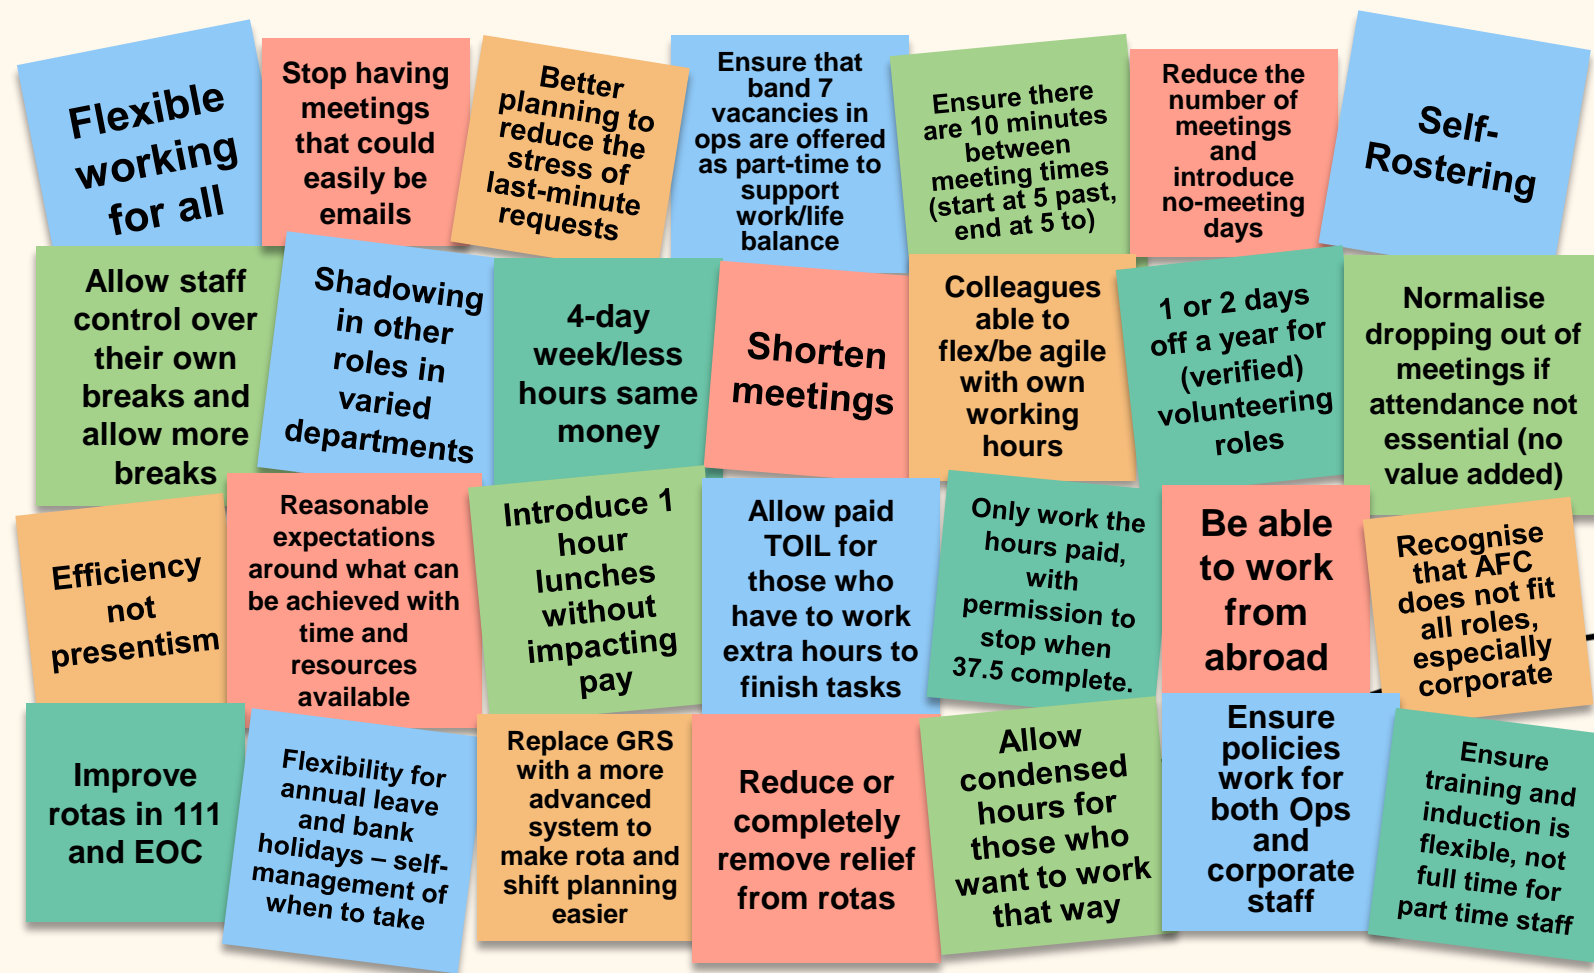 Flexible
working
for all
Stop having
meetings
that could
easily be
emails
Better
planning to
reduce the
stress of
last-minute
requests
Ensure that
band 7
vacancies in
ops are offered
as part-time to
support
work/life
balance
Ensure there
are 10 minutes
between
meeting times
(start at 5 past,
end at 5 to)
Reduce the
number of
meetings
and
introduce
no-meeting
days
Self-
Rostering
Allow staff
control over
their own
breaks and
allow more
breaks
Shadowing
in other
roles in
varied
departments
4-day
week/less
hours same
money
Shorten
meetings
Colleagues
able to
flex/be agile
with own
working
hours
1 or 2 days
off a year for
(verified)
volunteering
roles
Normalise
dropping out of
meetings if
attendance not
essential (no
value added)
Efficiency
not
presentism
Reasonable
expectations
around what can
be achieved with
time and
resources
available
Introduce 1
hour
lunches
without
impacting
pay
Allow paid
TOIL for
those who
have to work
extra hours to
finish tasks
Only work the
hours paid,
with
permission to
stop when
37.5 complete.
Be able
to work
from
abroad
Recognise
that AFC
does not fit
all roles,
especially
corporate
Improve
rotas in 111
and EOC
Flexibility for
annual leave
and bank
holidays – self-
management of
when to take
Replace GRS
with a more
advanced
system to
make rota and
shift planning
easier
Reduce or
completely
remove relief
from rotas
Allow
condensed
hours for
those who
want to work
that way
Ensure
policies
work for
both Ops
and
corporate
staff
Ensure
training and
induction is
flexible, not
full time for
part time staff